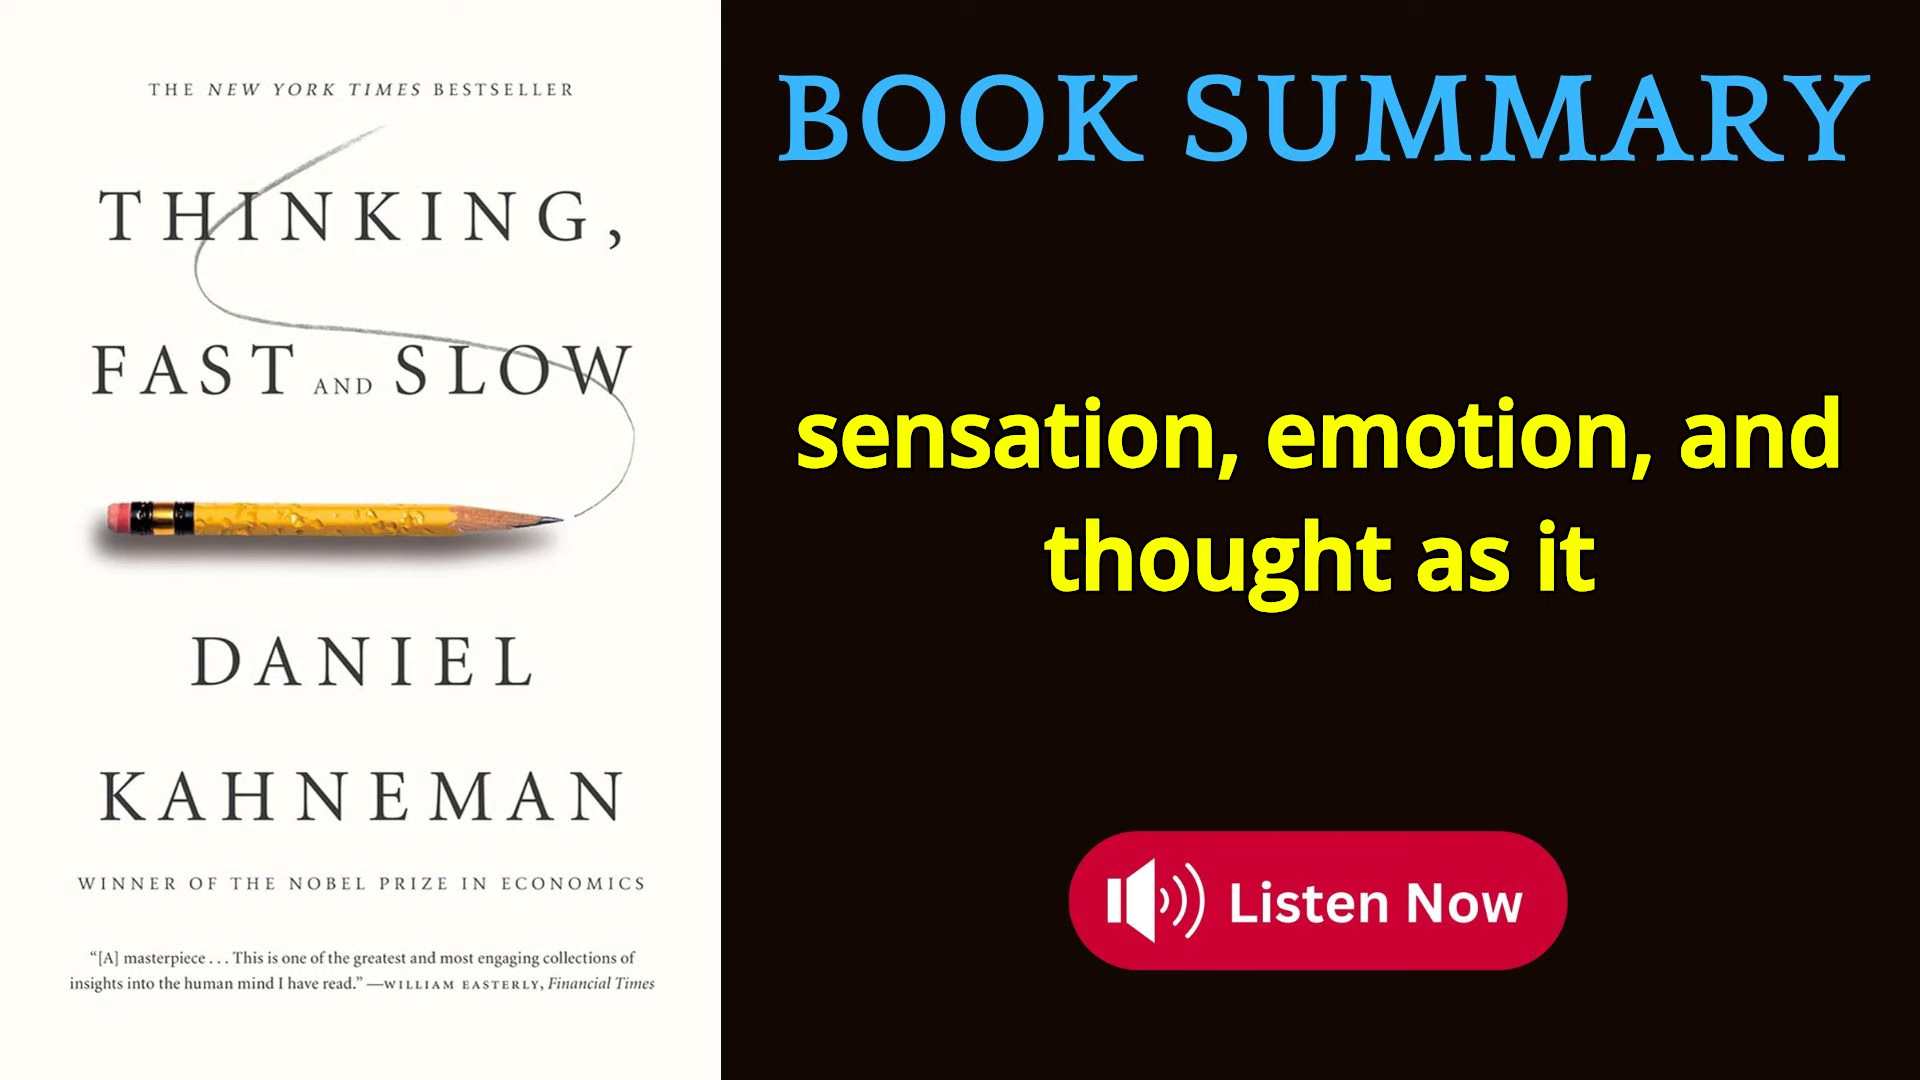 THE NEW YORK TIMES BESTSELLER
THINKING,
FAST AND SLOW
DANIEL
KAHNEMAN
WINNER OF THE NOBEL PRIZE IN ECONOMICS
“[A] masterpiece . . . This is one of the greatest and most engaging collections of
insights into the human mind I have read.” —WILLIAM EASTERLY, Financial Times
BOOK SUMMARY
sensation, emotion, and
thought as it
Listen Now